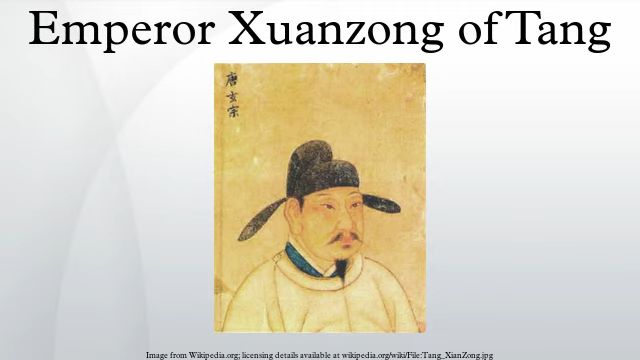 Emperor Xuanzong of Tang
唐玄宗
Image from Wikipedia.org; licensing details available at wikipedia.org/wiki/File:Tang_XianZong.jpg